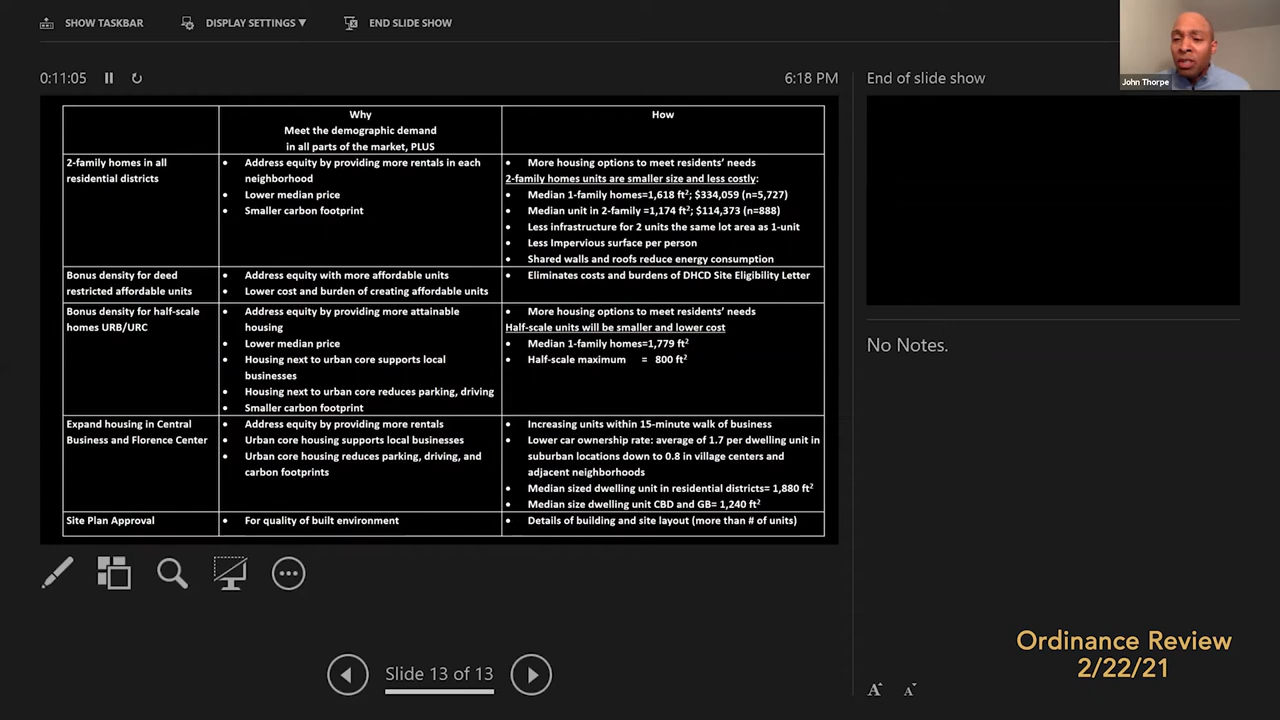 SHOW TASKBAR
DISPLAY SETTINGS ▼
END SLIDE SHOW
John Thorpe
0:11:05
6:18 PM
End of slide show
Why
Meet the demographic demand
in all parts of the market, PLUS
How
2-family homes in all
residential districts
• Address equity by providing more rentals in each
neighborhood
• Lower median price
• Smaller carbon footprint
• More housing options to meet residents' needs
2-family homes units are smaller size and less costly:
• Median 1-family homes=1,618 ft²; $334,059 (n=5,727)
• Median unit in 2-family =1,174 ft²; $114,373 (n=888)
• Less infrastructure for 2 units the same lot area as 1-unit
• Less Impervious surface per person
• Shared walls and roofs reduce energy consumption
Bonus density for deed
restricted affordable units
• Address equity with more affordable units
• Lower cost and burden of creating affordable units
• Eliminates costs and burdens of DHCD Site Eligibility Letter
Bonus density for half-scale
homes URB/URC
• Address equity by providing more attainable
housing
• Lower median price
• Housing next to urban core supports local
businesses
• Housing next to urban core reduces parking, driving
• Smaller carbon footprint
• More housing options to meet residents' needs
Half-scale units will be smaller and lower cost
• Median 1-family homes=1,779 ft²
• Half-scale maximum = 800 ft²
Expand housing in Central
Business and Florence Center
• Address equity by providing more rentals
• Urban core housing supports local businesses
• Urban core housing reduces parking, driving, and
carbon footprints
• Increasing units within 15-minute walk of business
• Lower car ownership rate: average of 1.7 per dwelling unit in
suburban locations down to 0.8 in village centers and
adjacent neighborhoods
• Median sized dwelling unit in residential districts= 1,880 ft²
• Median size dwelling unit CBD and GB= 1,240 ft²
Site Plan Approval
• For quality of built environment
• Details of building and site layout (more than # of units)
No Notes.
Slide 13 of 13
Ordinance Review
2/22/21
A A